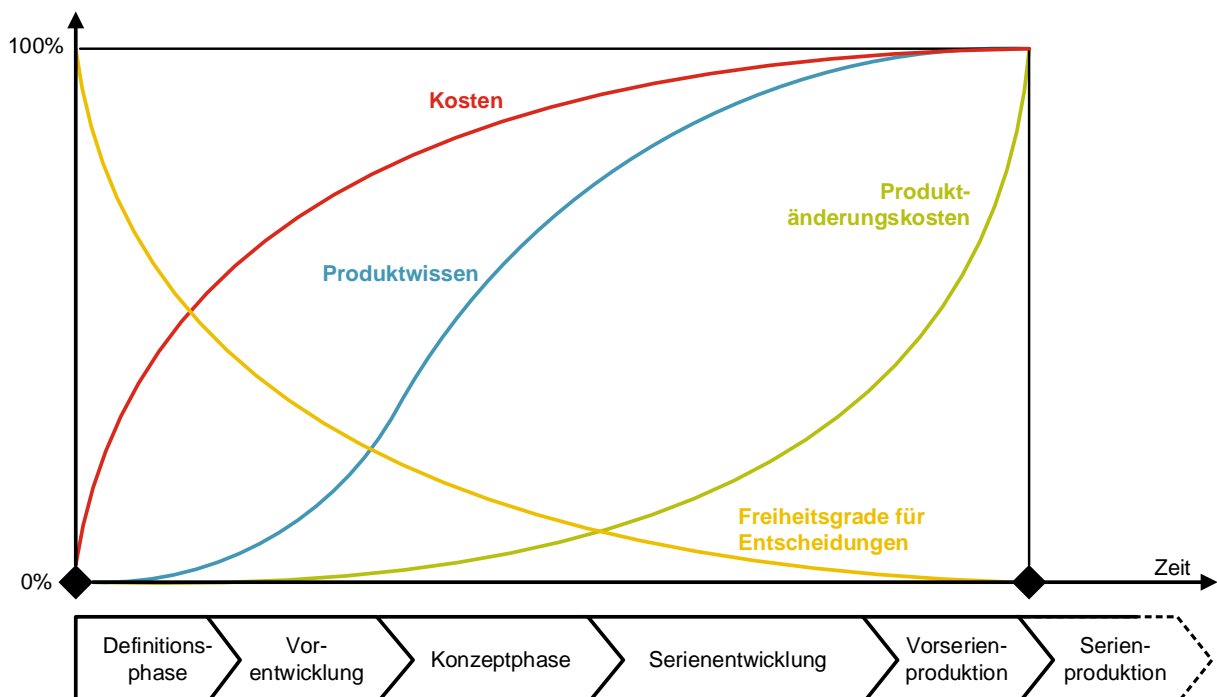 100%
Kosten
Produkt-
änderungskosten
Produktwissen
Freiheitsgrade für
Entscheidungen
Zeit
0%
Definitions-
phase
Vor-
entwicklung
Konzeptphase
Serienentwicklung
Vorserien-
produktion
Serien-
produktion